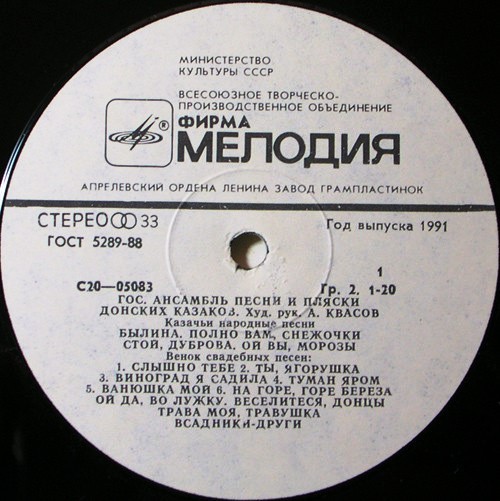 МИНИСТЕРСТВО
КУЛЬТУРЫ СССР
ВСЕСОЮЗНОЕ ТВОРЧЕСКО-
ПРОИЗВОДСТВЕННОЕ ОБЪЕДИНЕНИЕ
® ФИРМА
МЕЛОДИЯ
АПРЕЛЕВСКИЙ ОРДЕНА ЛЕНИНА ЗАВОД ГРАМПЛАСТИНОК
СТЕРЕО 33
Год выпуска 1991
ГОСТ 5289-88
1
С20—05083
Гр. 2. 1-20
ГОС. АНСАМБЛЬ ПЕСНИ И ПЛЯСКИ
ДОНСКИХ КАЗАКОВ. Худ. рук. А. КВАСОВ
Казачьи народные песни
БЫЛИНА. ПОЛНО ВАМ, СНЕЖОЧКИ
СТОЙ, ДУБРОВА. ОЙ ВЫ, МОРОЗЫ
Венок свадебных песен:
1. СЛЫШНО ТЕБЕ 2. ТЫ, ЯГОРУШКА
3. ВИНОГРАД Я САДИЛА 4. ТУМАН ЯРОМ
5. ВАНЮШКА МОЙ 6. НА ГОРЕ, ГОРЕ БЕРЕЗА
ОЙ ДА, ВО ЛУЖКУ. ВЕСЕЛИТЕСЯ, ДОНЦЫ
ТРАВА МОЯ, ТРАВУШКА
ВСАДНИКИ-ДРУГИ